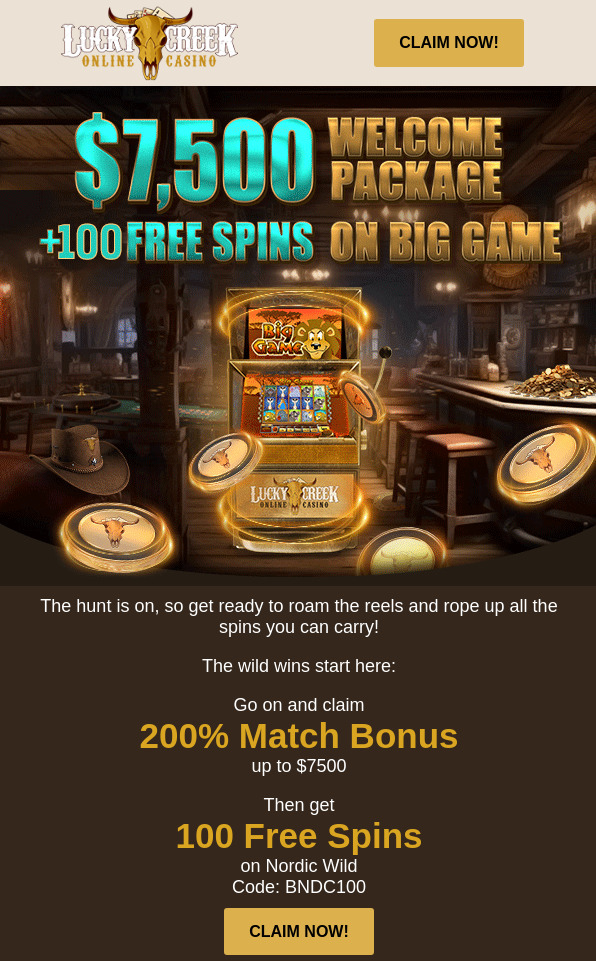 LUCKY CREEK
ONLINE CASINO
CLAIM NOW!
$7,500 WELCOME PACKAGE
+100 FREE SPINS ON BIG GAME
Big Game
LUCKY CREEK
ONLINE CASINO
The hunt is on, so get ready to roam the reels and rope up all the
spins you can carry!
The wild wins start here:
Go on and claim
200% Match Bonus
up to $7500
Then get
100 Free Spins
on Nordic Wild
Code: BNDC100
CLAIM NOW!